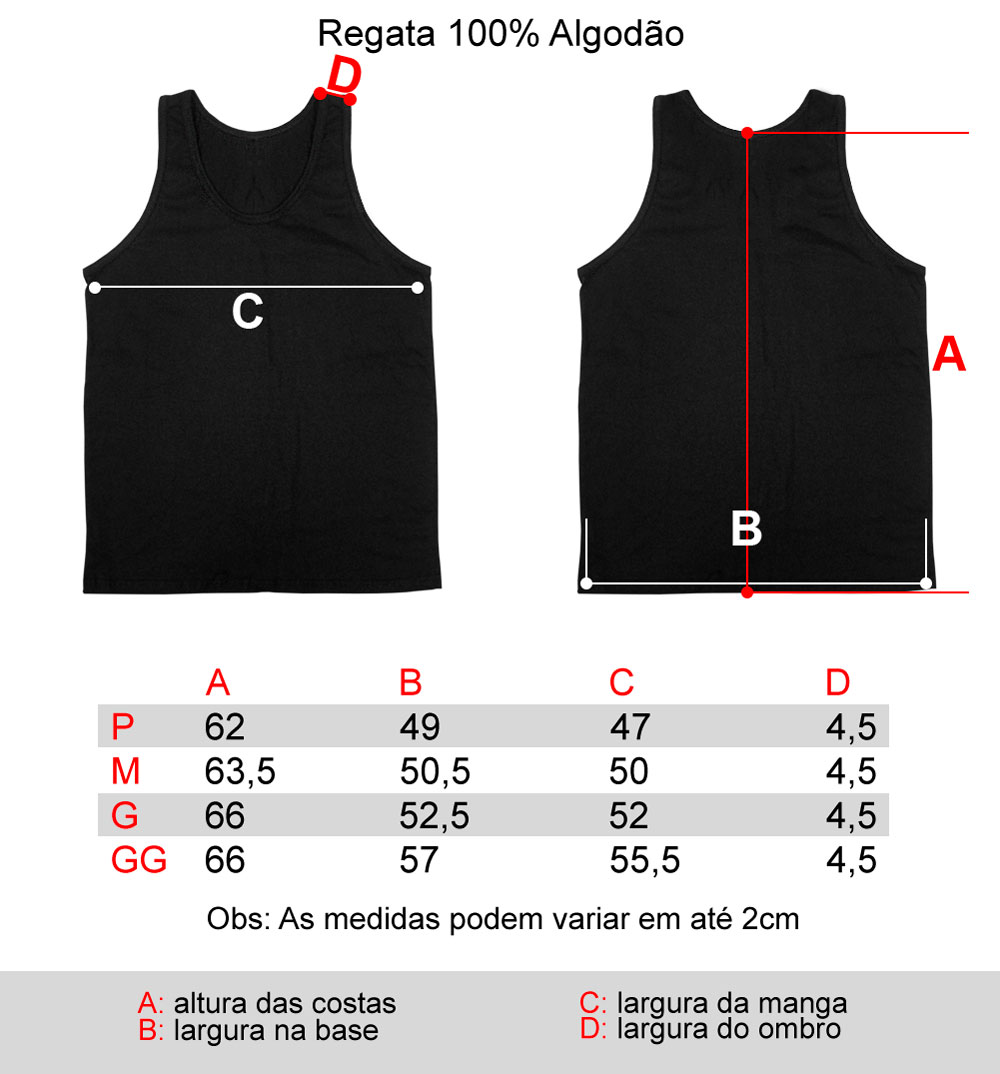 Regata 100% Algodão
D
C
A
B
A B C D
P 62 49 47 4,5
M 63,5 50,5 50 4,5
G 66 52,5 52 4,5
GG 66 57 55,5 4,5
Obs: As medidas podem variar em até 2cm
A: altura das costas
B: largura na base
C: largura da manga
D: largura do ombro